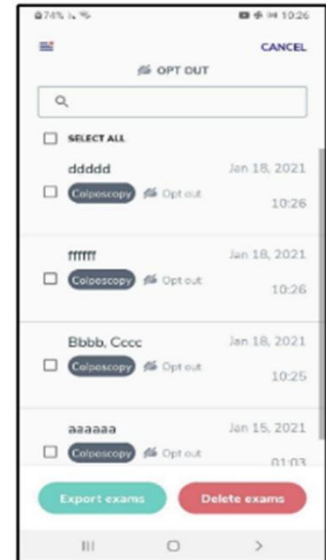 74%
10:26
CANCEL
OPT OUT
SELECT ALL
ddddd
Jan 18, 2021
Colposcopy
Opt out
10:26
ffffff
Jan 18, 2021
Colposcopy
Opt out
10:26
Bbbb, Cccc
Jan 18, 2021
Colposcopy
Opt out
10:25
aaaaaa
Jan 15, 2021
Colposcopy
Opt out
01:03
Export exams
Delete exams